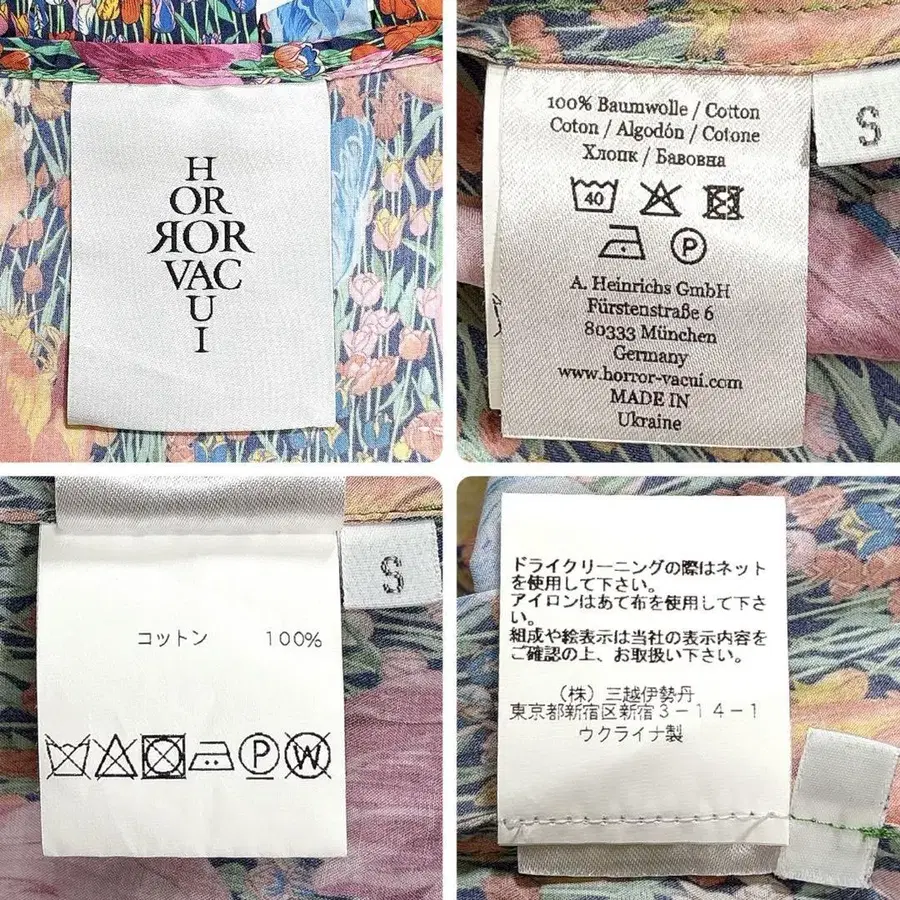 H
OR
ROR
VAC
U
I
100% Baumwolle / Cotton
Coton / Algodón / Cotone
Хлопк / Бавовна
40
P
A. Heinrichs GmbH
Fürstenstraße 6
80333 München
Germany
www.horror-vacui.com
MADE IN
Ukraine
S
コットン 100%
P W
S
ドライクリーニングの際はネット
を使用して下さい。
アイロンはあて布を使用して下さ
い。
組成や絵表示は当社の表示内容を
ご確認の上、お取扱い下さい。
(株)三越伊勢丹
東京都新宿区新宿3-14-1
ウクライナ製